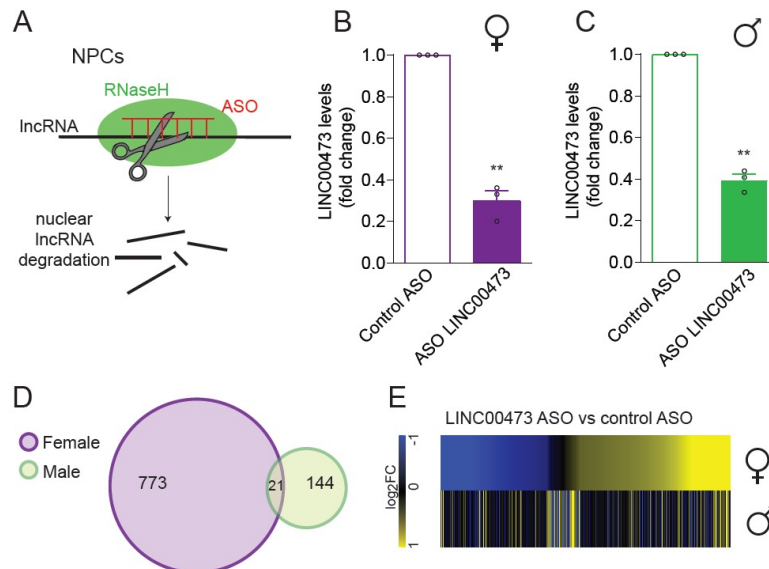 A
NPCs
RNaseH
ASO
lncRNA
nuclear
lncRNA
degradation
B
♀
LINC00473 levels
(fold change)
1.0
0.8
0.6
0.4
0.2
0.0
**
Control ASO
ASO LINC00473
C
♂
LINC00473 levels
(fold change)
1.0
0.8
0.6
0.4
0.2
0.0
**
Control ASO
ASO LINC00473
D
Female
Male
773
21
144
E
LINC00473 ASO vs control ASO
log2FC
-1
0
1
♀
♂